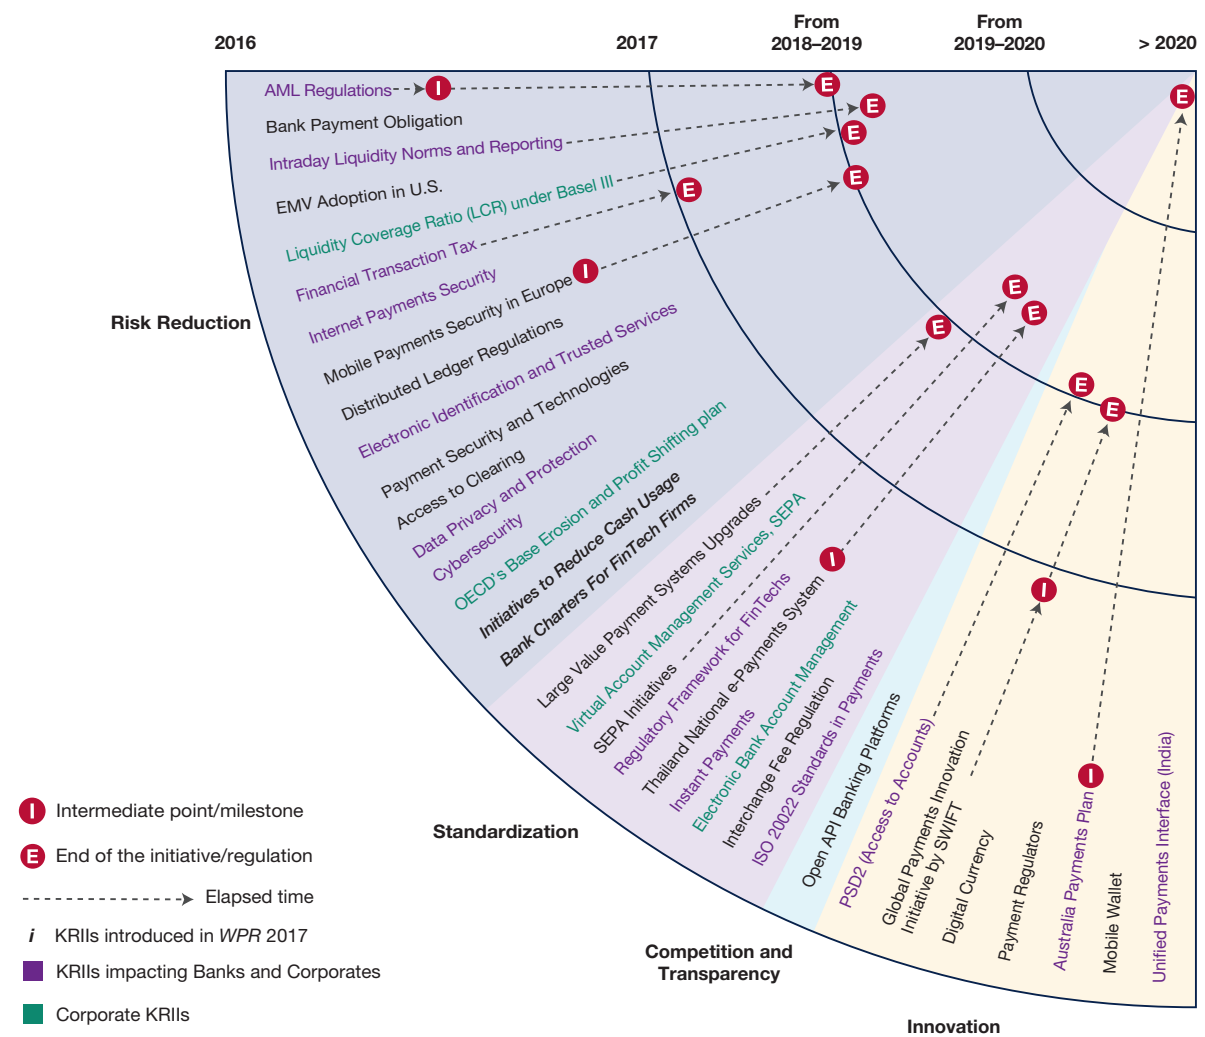 2016
2017
From
2018–2019
From
2019–2020
> 2020
AML Regulations
I
E
E
Bank Payment Obligation
E
Intraday Liquidity Norms and Reporting
E
EMV Adoption in U.S.
E
Liquidity Coverage Ratio (LCR) under Basel III
E
Financial Transaction Tax
Internet Payments Security
Mobile Payments Security in Europe
I
Distributed Ledger Regulations
Electronic Identification and Trusted Services
Payment Security and Technologies
Access to Clearing
Data Privacy and Protection
Cybersecurity
OECD's Base Erosion and Profit Shifting plan
Initiatives to Reduce Cash Usage
Bank Charters For FinTech Firms
Risk Reduction
E
E
E
Large Value Payment Systems Upgrades
Virtual Account Management Services, SEPA
SEPA Initiatives
Regulatory Framework for FinTechs
Thailand National e-Payments System
I
Instant Payments
Electronic Bank Account Management
Interchange Fee Regulation
ISO 20022 Standards in Payments
Standardization
Open API Banking Platforms
Competition and
Transparency
E
E
I
PSD2 (Access to Accounts)
Global Payments Innovation
Initiative by SWIFT
Digital Currency
Payment Regulators
Australia Payments Plan
I
Mobile Wallet
Unified Payments Interface (India)
Innovation
I Intermediate point/milestone
E End of the initiative/regulation
Elapsed time
i KRIIs introduced in WPR 2017
KRIIs impacting Banks and Corporates
Corporate KRIIs